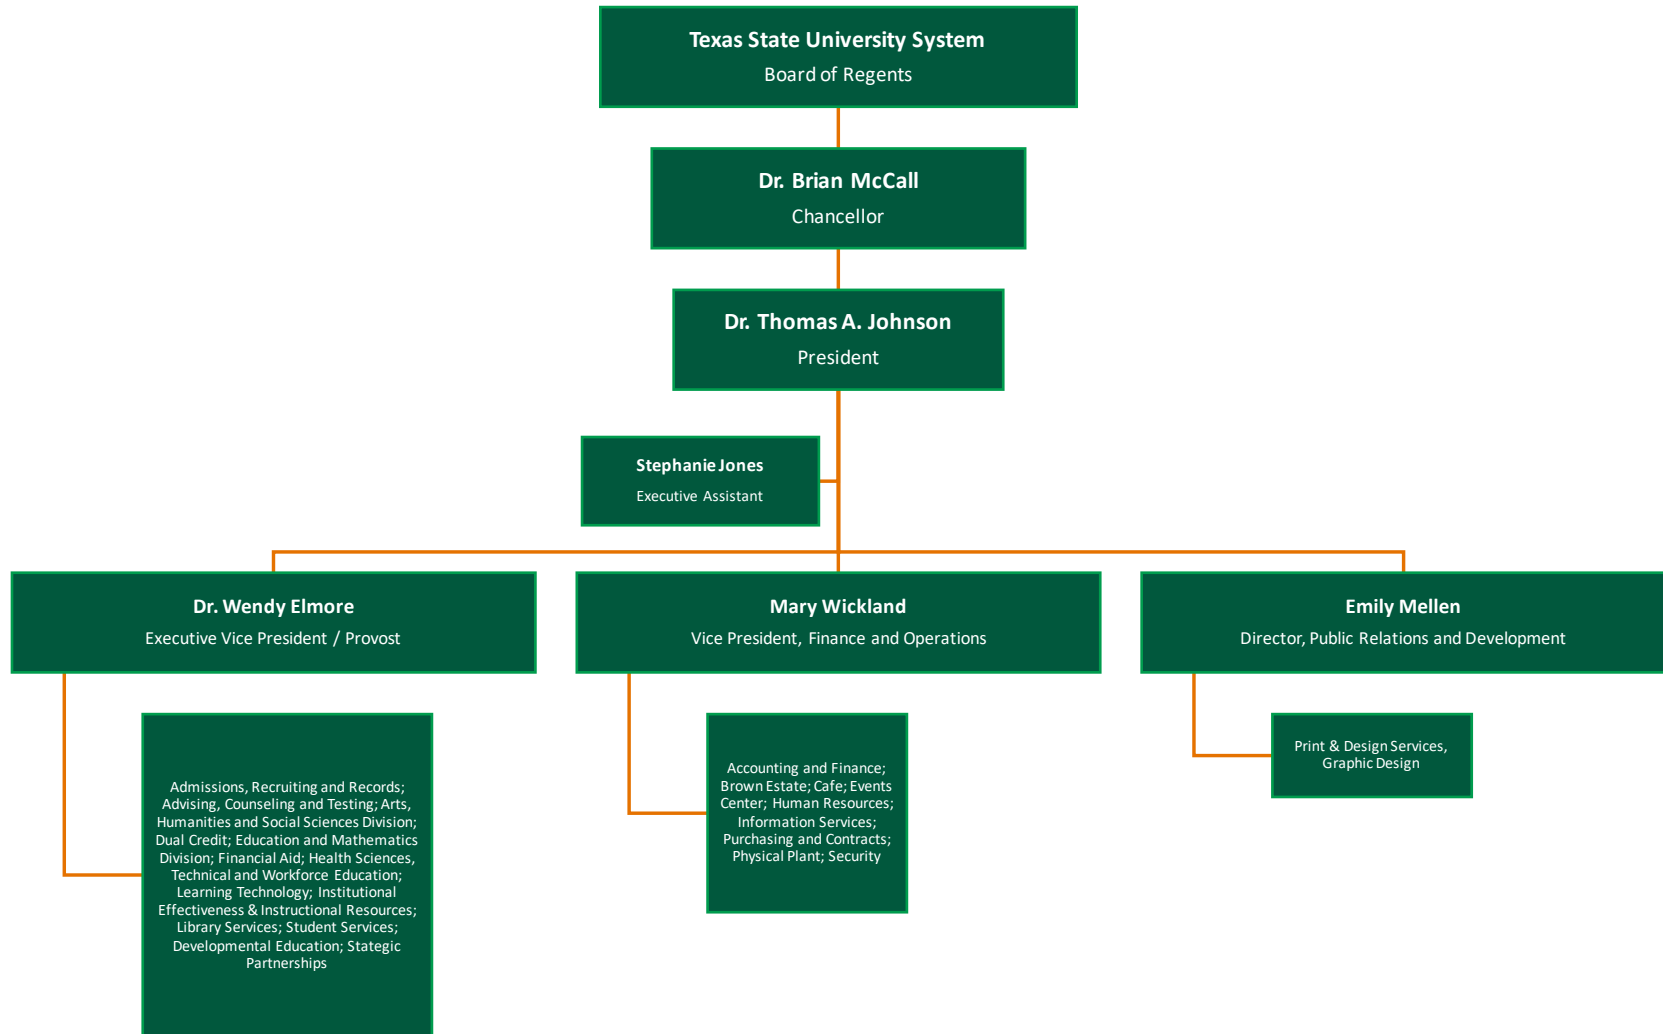 Texas State University System
Board of Regents
Dr. Brian McCall
Chancellor
Dr. Thomas A. Johnson
President
Stephanie Jones
Executive Assistant
Dr. Wendy Elmore
Executive Vice President / Provost
Mary Wickland
Vice President, Finance and Operations
Emily Mellen
Director, Public Relations and Development
Admissions, Recruiting and Records;
Advising, Counseling and Testing; Arts,
Humanities and Social Sciences Division;
Dual Credit; Education and Mathematics
Division; Financial Aid; Health Sciences,
Technical and Workforce Education;
Learning Technology; Institutional
Effectiveness & Instructional Resources;
Library Services; Student Services;
Developmental Education; Stategic
Partnerships
Accounting and Finance;
Brown Estate; Cafe; Events
Center; Human Resources;
Information Services;
Purchasing and Contracts;
Physical Plant; Security
Print & Design Services,
Graphic Design